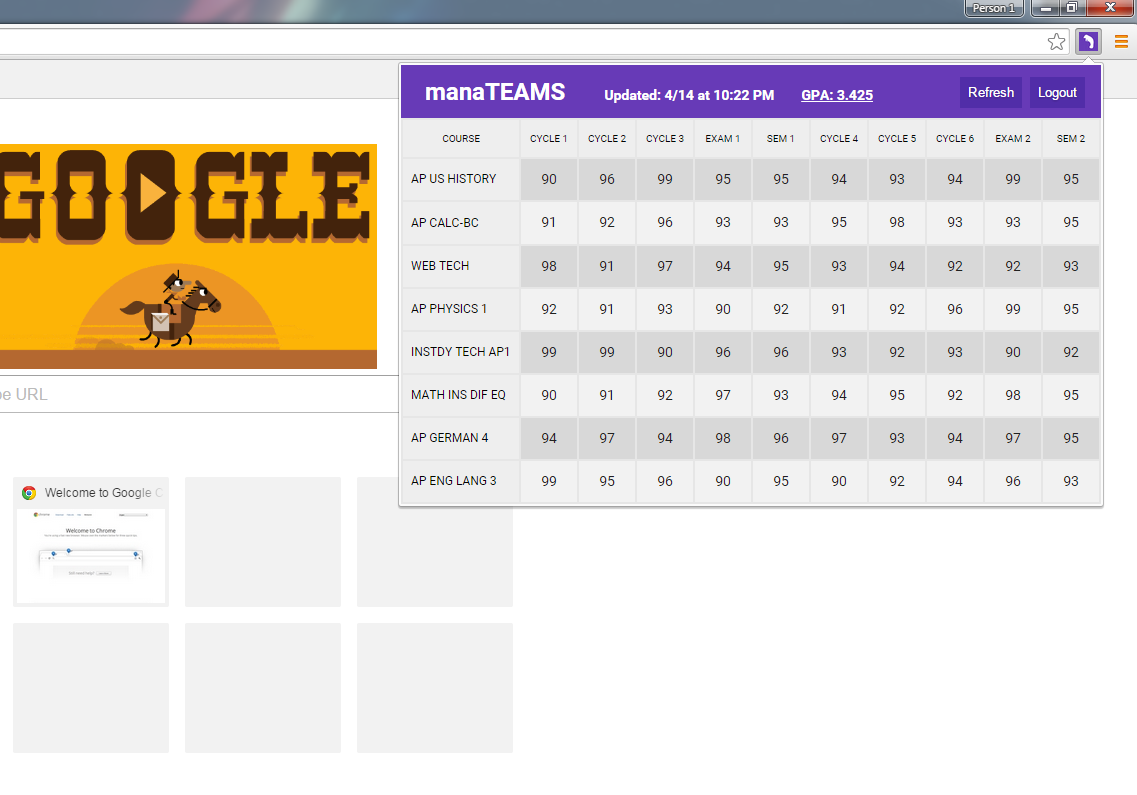 Person 1
manaTEAMS Updated: 4/14 at 10:22 PM GPA: 3.425 Refresh Logout
COURSE CYCLE 1 CYCLE 2 CYCLE 3 EXAM 1 SEM 1 CYCLE 4 CYCLE 5 CYCLE 6 EXAM 2 SEM 2
AP US HISTORY 90 96 99 95 95 94 93 94 99 95
AP CALC-BC 91 92 96 93 93 95 98 93 93 95
WEB TECH 98 91 97 94 95 93 94 92 92 93
AP PHYSICS 1 92 91 93 90 92 91 92 96 99 95
INSTDY TECH AP1 99 99 90 96 96 93 92 93 90 92
MATH INS DIF EQ 90 91 92 97 93 94 95 92 98 95
AP GERMAN 4 94 97 94 98 96 97 93 94 97 95
AP ENG LANG 3 99 95 96 90 95 90 92 94 96 93
GOOGLE
pe URL
Welcome to Google C
Welcome to Chrome